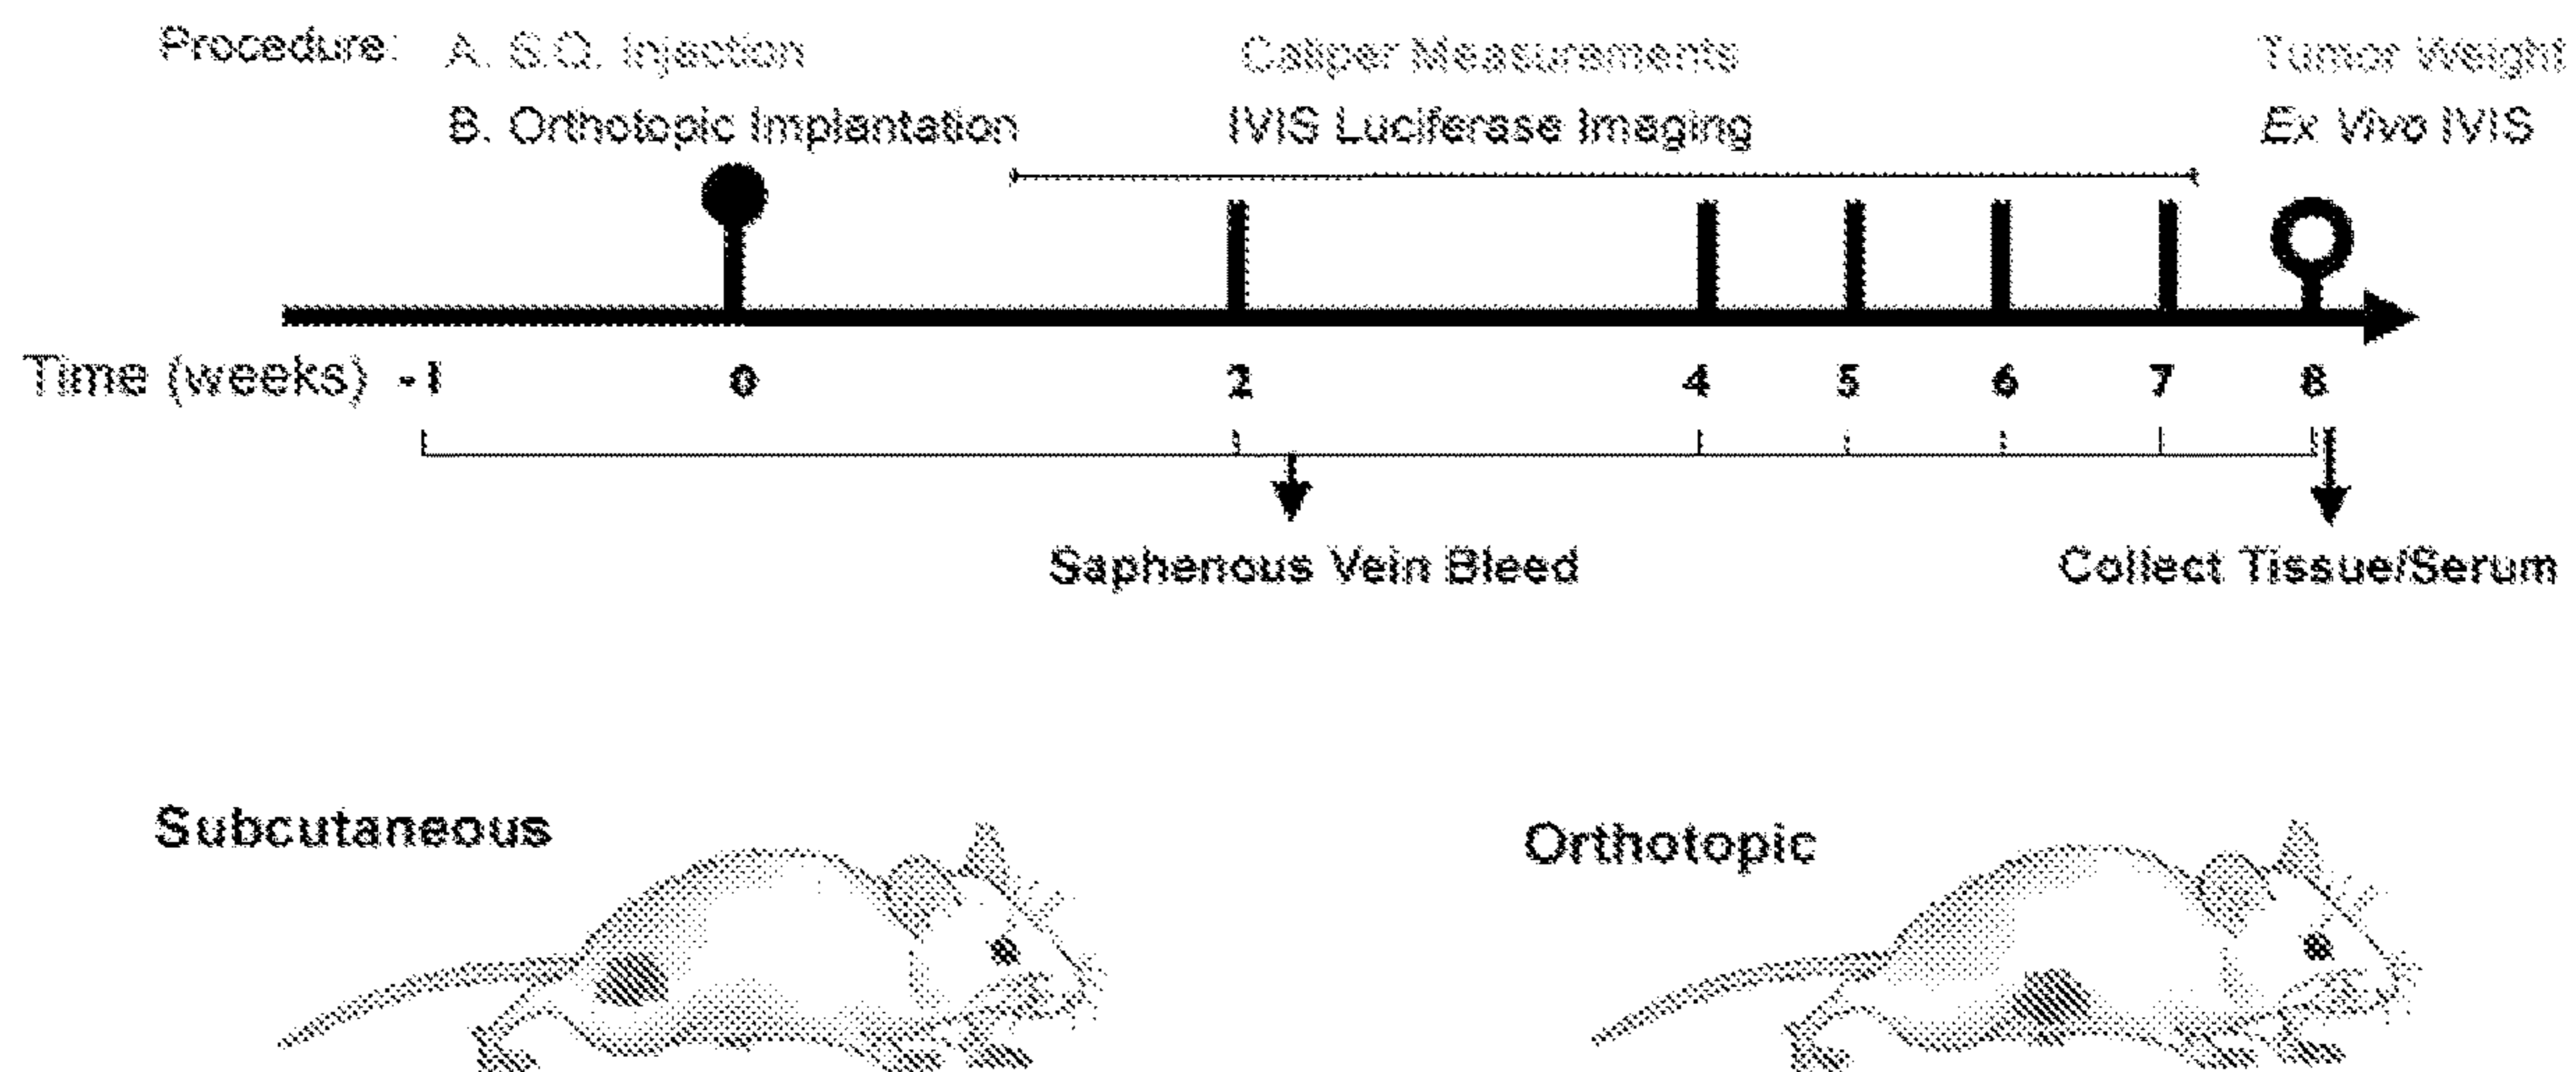 Procedure: A. S.Q. Injection Caliper Measurements Tumor Weight
B. Orthotopic Implantation IVIS Luciferase Imaging Ex Vivo IVIS
Time (weeks) -1 0 2 4 5 6 7 8
Saphenous Vein Bleed Collect Tissue/Serum
Subcutaneous Orthotopic